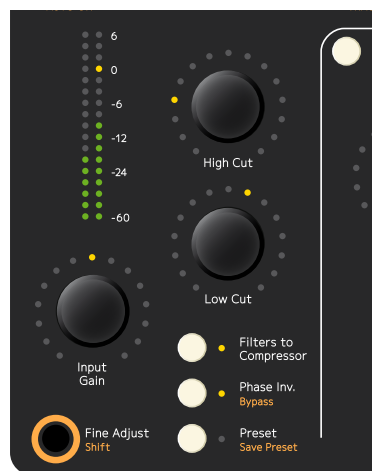 6
0
-6
-12
-24
-60
High Cut
Low Cut
Input
Gain
Filters to
Compressor
Phase Inv.
Bypass
Fine Adjust
Shift
Preset
Save Preset